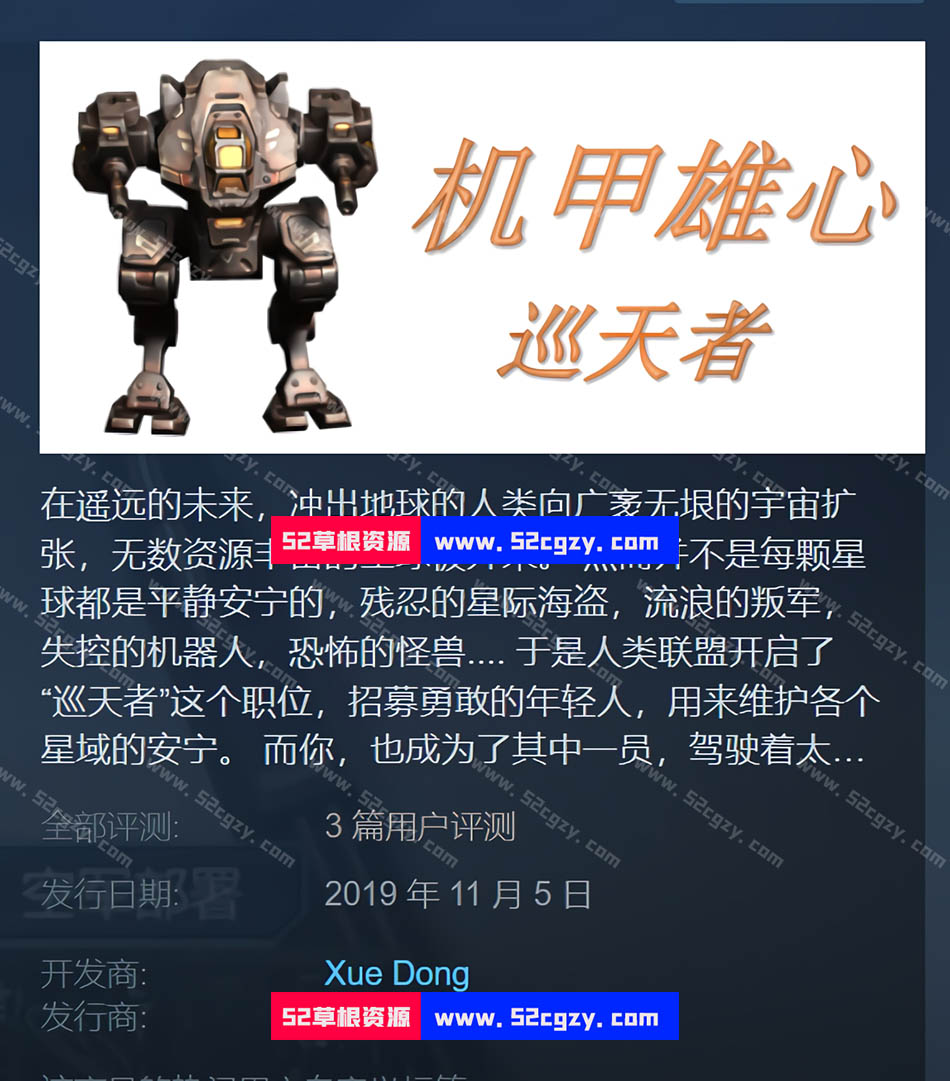 机甲雄心
巡天者
在遥远的未来，冲出地球的人类向广袤无垠的宇宙扩
张，无数资源丰
52草根资源 www.52cgzy.com
并不是每颗星
球都是平静安宁的，残忍的星际海盗，流浪的叛军，
失控的机器人，恐怖的怪兽.... 于是人类联盟开启了
“巡天者”这个职位，招募勇敢的年轻人，用来维护各个
星域的安宁。 而你，也成为了其中一员，驾驶着太…
全部评测: 3 篇用户评测
空军部署
发行日期: 2019 年 11 月 5 日
开发商: Xue Dong
发行商:
52草根资源 www.52cgzy.com